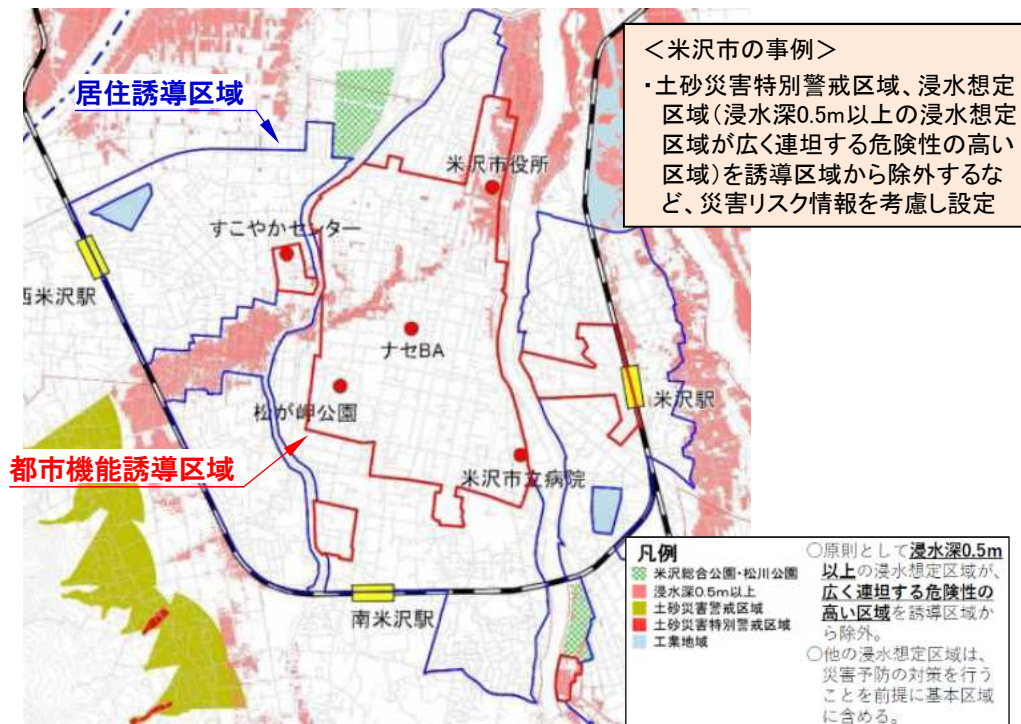 <米沢市の事例>
・土砂災害特別警戒区域、浸水想定
区域(浸水深0.5m以上の浸水想定
区域が広く連坦する危険性の高い
区域)を誘導区域から除外するな
ど、災害リスク情報を考慮し設定
居住誘導区域
米沢市役所
すこやかセンター
西米沢駅
ナセBA
米沢駅
松が岬公園
都市機能誘導区域
米沢市立病院
南米沢駅
凡例
米沢総合公園・松川公園
浸水深0.5m以上
土砂災害警戒区域
土砂災害特別警戒区域
工業地域
○原則として浸水深0.5m
以上の浸水想定区域が、
広く連坦する危険性の
高い区域を誘導区域か
ら除外。
○他の浸水想定区域は、
災害予防の対策を行う
ことを前提に基本区域
に含める。